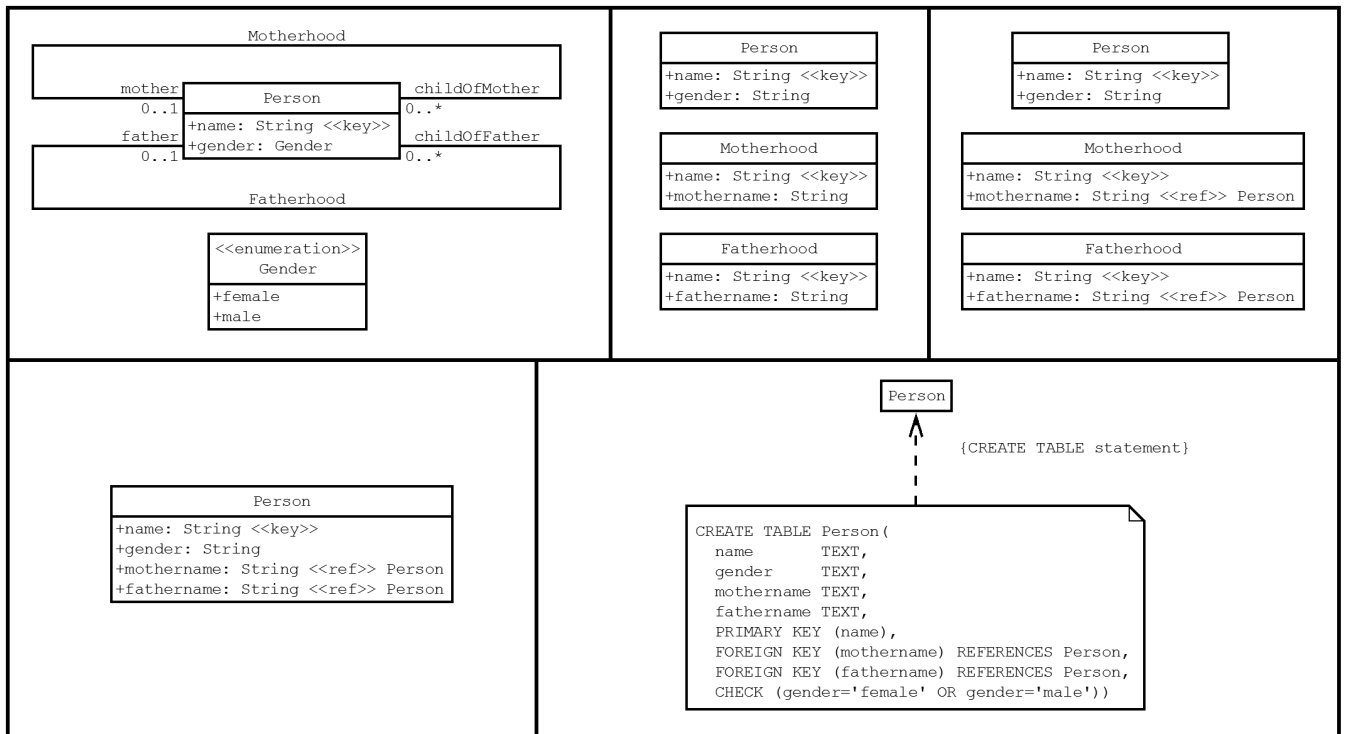 Motherhood
mother
childOfMother
Person
0..1
0..*
+name: String <<key>>
father
childOfFather
+gender: Gender
0..1
0..*
Fatherhood
<<enumeration>>
Gender
+female
+male
Person
+name: String <<key>>
+gender: String
Motherhood
+name: String <<key>>
+mothername: String
Fatherhood
+name: String <<key>>
+fathername: String
Person
+name: String <<key>>
+gender: String
Motherhood
+name: String <<key>>
+mothername: String <<ref>> Person
Fatherhood
+name: String <<key>>
+fathername: String <<ref>> Person
Person
+name: String <<key>>
+gender: String
+mothername: String <<ref>> Person
+fathername: String <<ref>> Person
Person
{CREATE TABLE statement}
CREATE TABLE Person(
name TEXT,
gender TEXT,
mothername TEXT,
fathername TEXT,
PRIMARY KEY (name),
FOREIGN KEY (mothername) REFERENCES Person,
FOREIGN KEY (fathername) REFERENCES Person,
CHECK (gender='female' OR gender='male'))